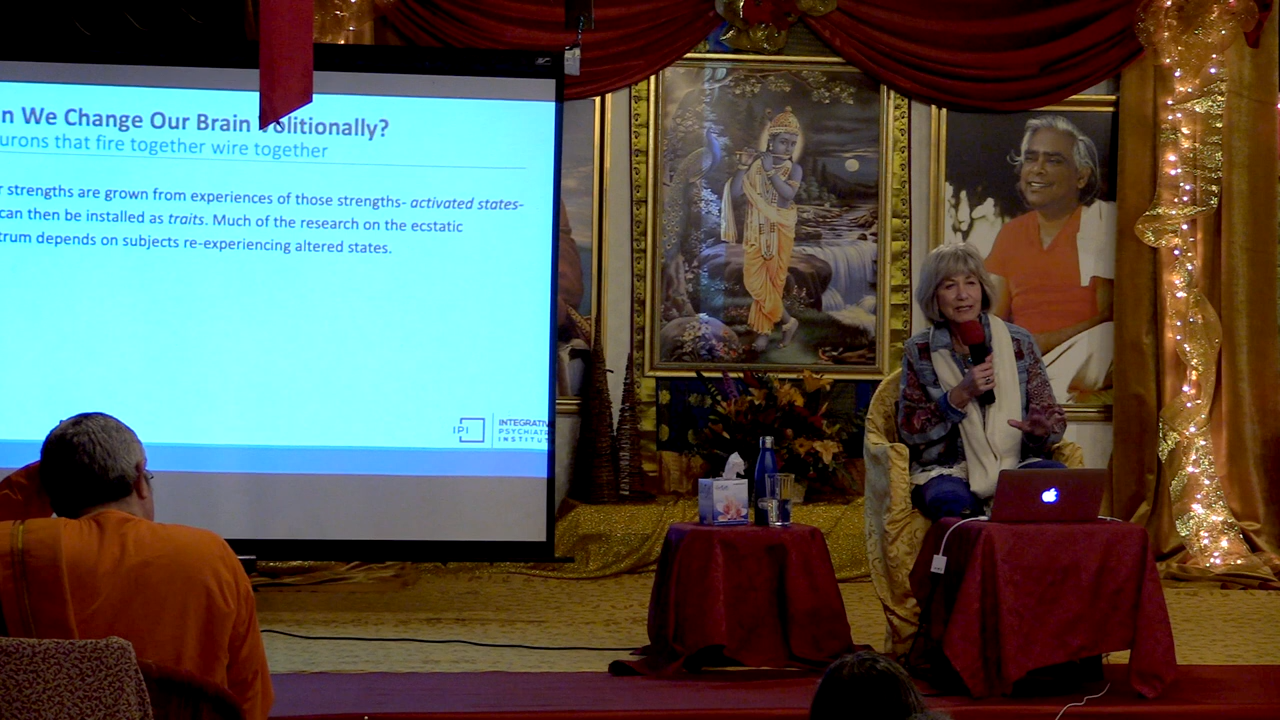 n We Change Our Brain Volitionally?
urons that fire together wire together
r strengths are grown from experiences of those strengths- activated states-
can then be installed as traits. Much of the research on the ecstatic
trum depends on subjects re-experiencing altered states.
IPI
INTEGRATIV
PSYCHIATR
INSTITUT